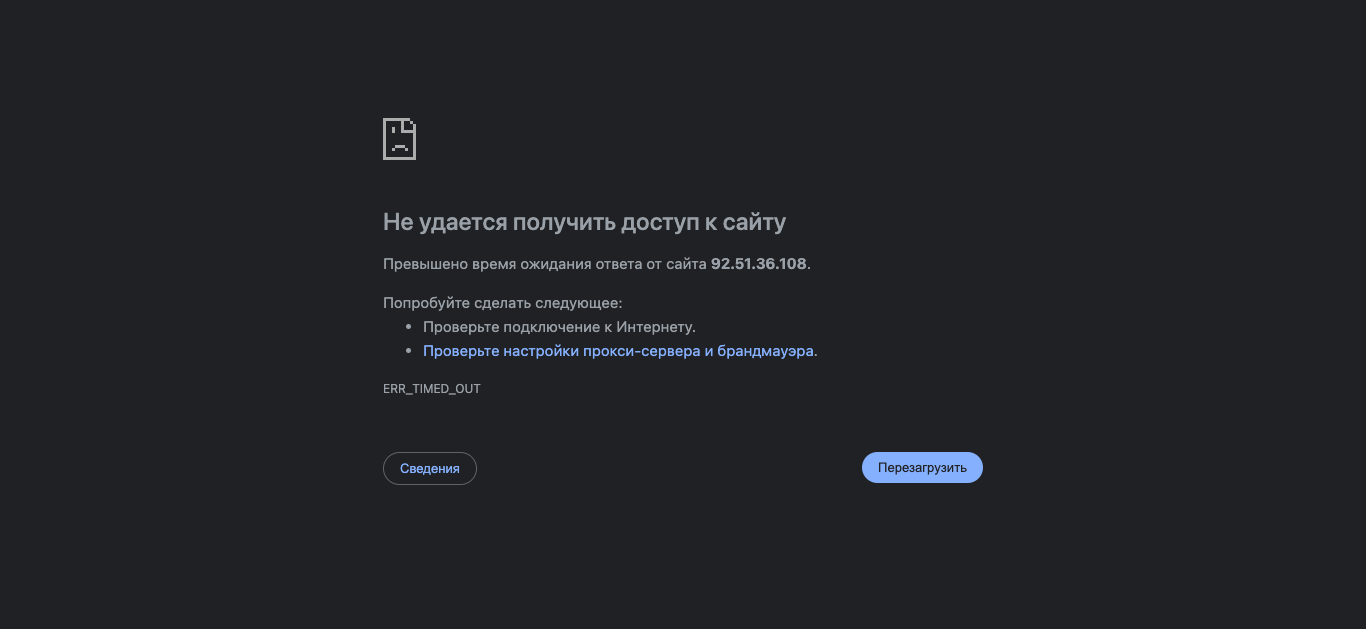 Не удается получить доступ к сайту
Превышено время ожидания ответа от сайта 92.51.36.108.
Попробуйте сделать следующее:
Проверьте подключение к Интернету.
Проверьте настройки прокси-сервера и брандмауэра.
ERR_TIMED_OUT
Сведения
Перезагрузить